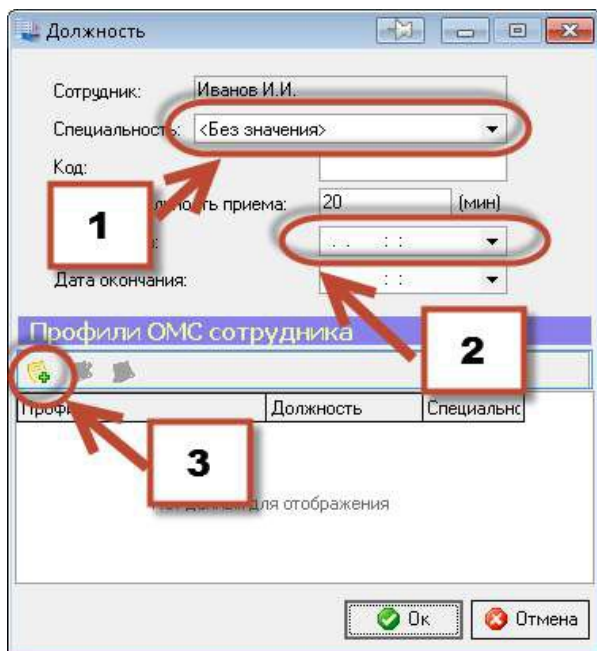 Должность
Сотрудник: Иванов И.И.
Специальность: <Без значения>
Код:
приема: 20 (мин)
1
. . : :
2
Дата окончания: : :
Профили ОМС сотрудника
Должность
3
для отображения
Ок Отмена